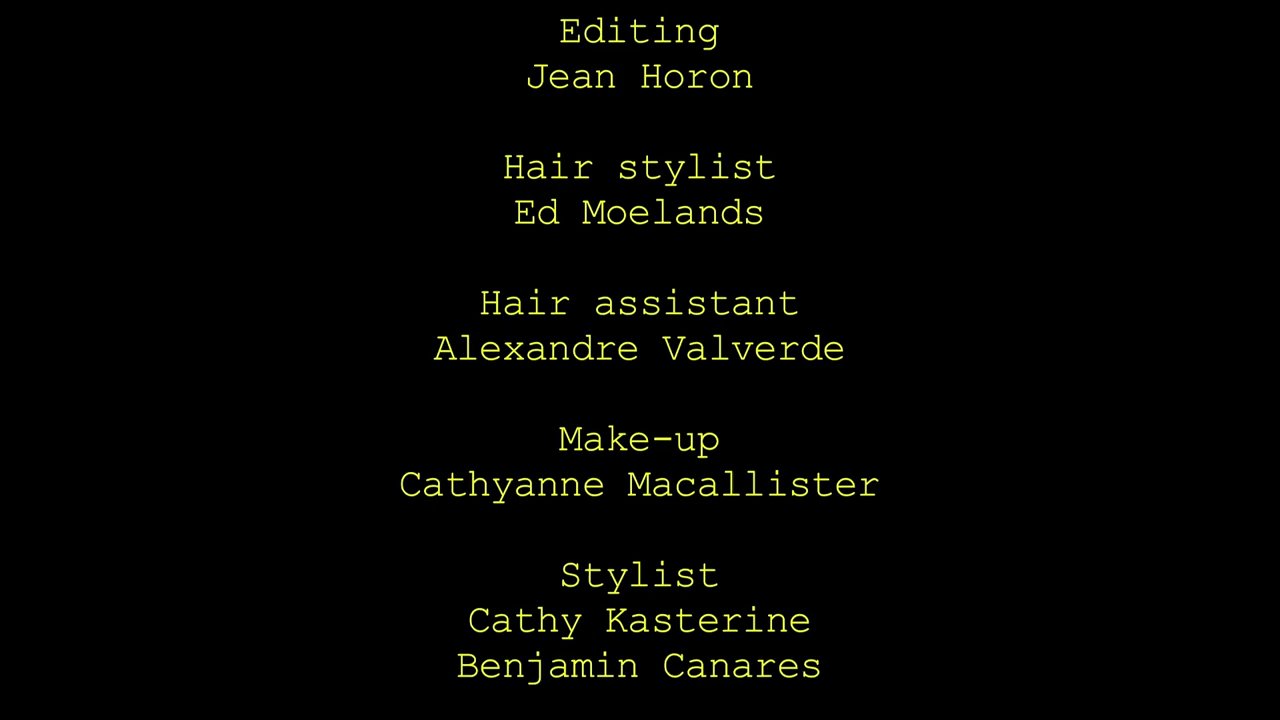 Editing
Jean Horon
Hair stylist
Ed Moelands
Hair assistant
Alexandre Valverde
Make-up
Cathyanne Macallister
Stylist
Cathy Kasterine
Benjamin Canares